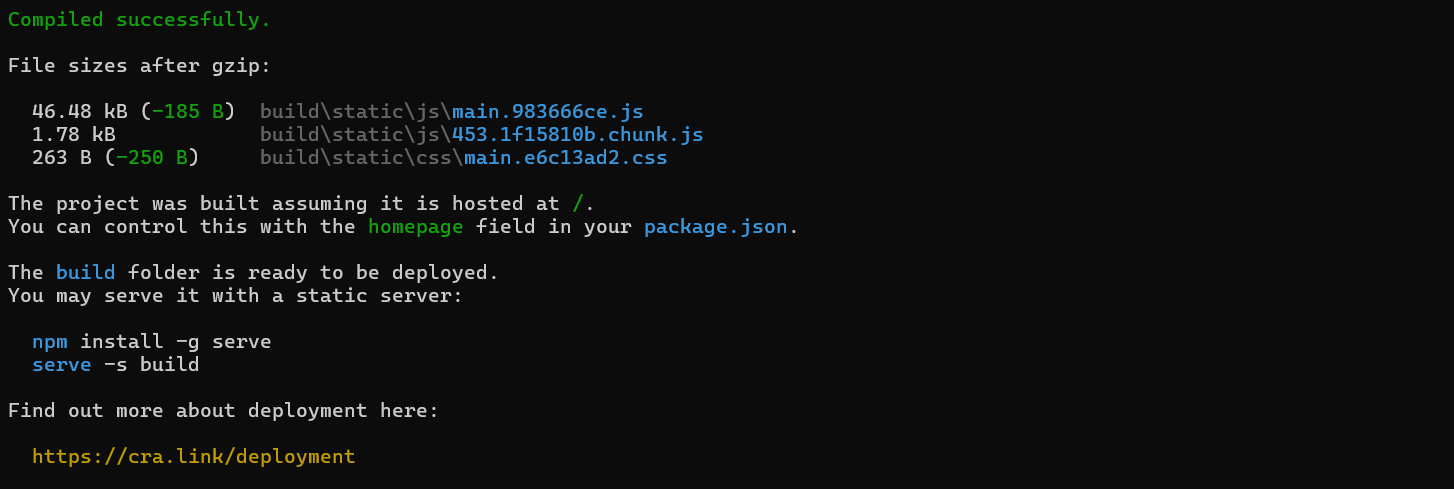 Compiled successfully.
File sizes after gzip:
46.48 kB (-185 B)  build\static\js\main.983666ce.js
1.78 kB            build\static\js\453.1f15810b.chunk.js
263 B (-250 B)     build\static\css\main.e6c13ad2.css
The project was built assuming it is hosted at /.
You can control this with the homepage field in your package.json.
The build folder is ready to be deployed.
You may serve it with a static server:
npm install -g serve
serve -s build
Find out more about deployment here:
https://cra.link/deployment